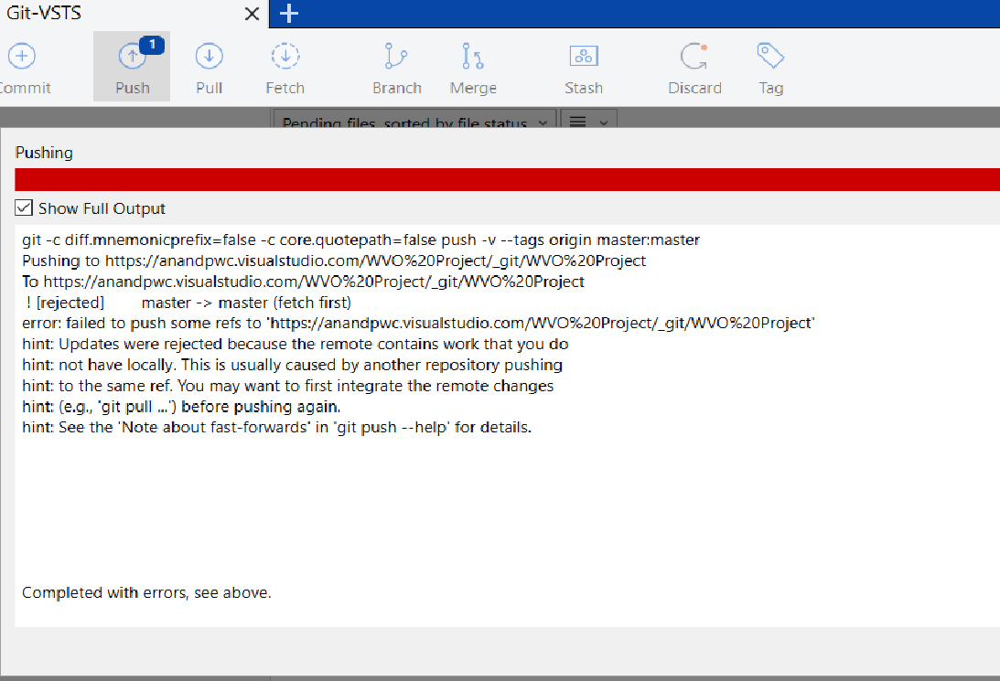 Git-VSTS
1
Commit Push Pull Fetch Branch Merge Stash Discard Tag
Pending files, sorted by file status
Pushing
Show Full Output
git -c diff.mnemonicprefix=false -c core.quotepath=false push -v --tags origin master:master
Pushing to https://anandpwc.visualstudio.com/WVO%20Project/_git/WVO%20Project
To https://anandpwc.visualstudio.com/WVO%20Project/_git/WVO%20Project
! [rejected] master -> master (fetch first)
error: failed to push some refs to 'https://anandpwc.visualstudio.com/WVO%20Project/_git/WVO%20Project'
hint: Updates were rejected because the remote contains work that you do
hint: not have locally. This is usually caused by another repository pushing
hint: to the same ref. You may want to first integrate the remote changes
hint: (e.g., 'git pull ...') before pushing again.
hint: See the 'Note about fast-forwards' in 'git push --help' for details.
Completed with errors, see above.